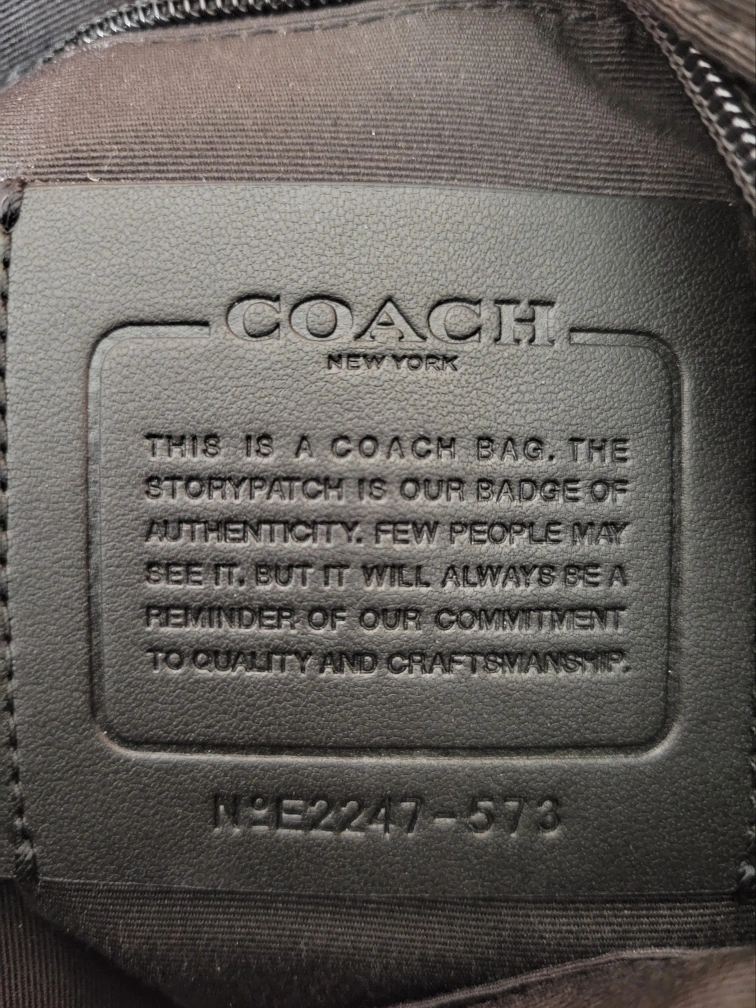 COACH
NEW YORK
THIS IS A COACH BAG. THE
STORYPATCH IS OUR BADGE OF
AUTHENTICITY. FEW PEOPLE MAY
SEE IT. BUT IT WILL ALWAYS BE A
REMINDER OF OUR COMMITMENT
TO QUALITY AND CRAFTSMANSHIP.
NºE2247-573